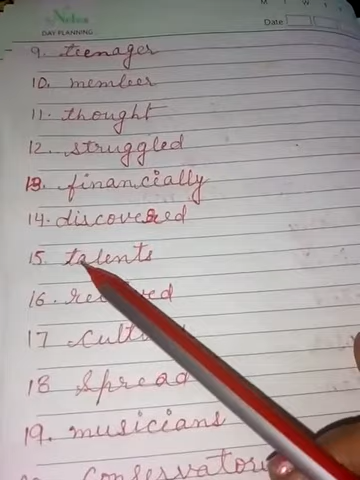 M T W T
Notes
DAY PLANNING
Date
9. teenager
10. member
11. thought
12. struggled
13. financially
14. discovered
15. talents
16.
17
18 Spread
19. musicians